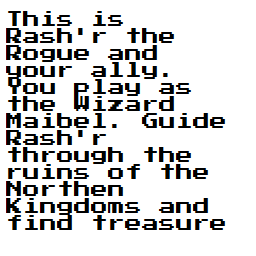 This is
Rash'r the
Rogue and
your ally.
You play as
the Wizard
Maibel. Guide
Rash'r
through the
ruins of the
Northen
Kingdoms and
find treasure